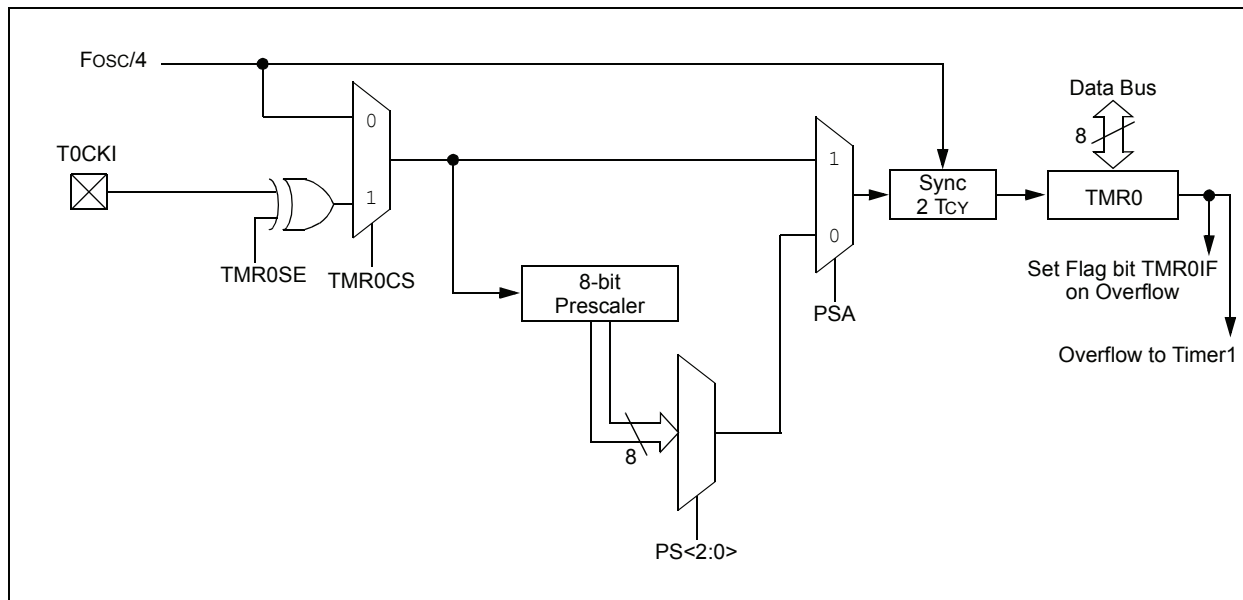 Fosc/4
Data Bus
8
T0CKI
0
1
1
0
Sync
2 Tcy
TMR0
TMR0SE
TMR0CS
8-bit
Prescaler
PSA
Set Flag bit TMR0IF
on Overflow
Overflow to Timer1
8
PS<2:0>